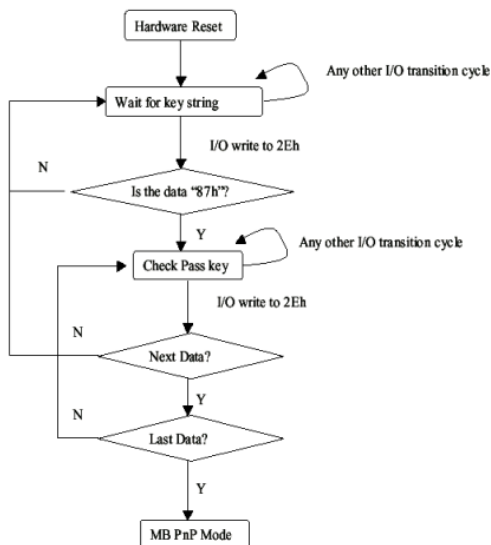 Hardware Reset
Any other I/O transition cycle
Wait for key string
I/O write to 2Eh
N
Is the data “87h”?
Y
Any other I/O transition cycle
Check Pass key
I/O write to 2Eh
N
Next Data?
Y
N
Last Data?
Y
MB PnP Mode